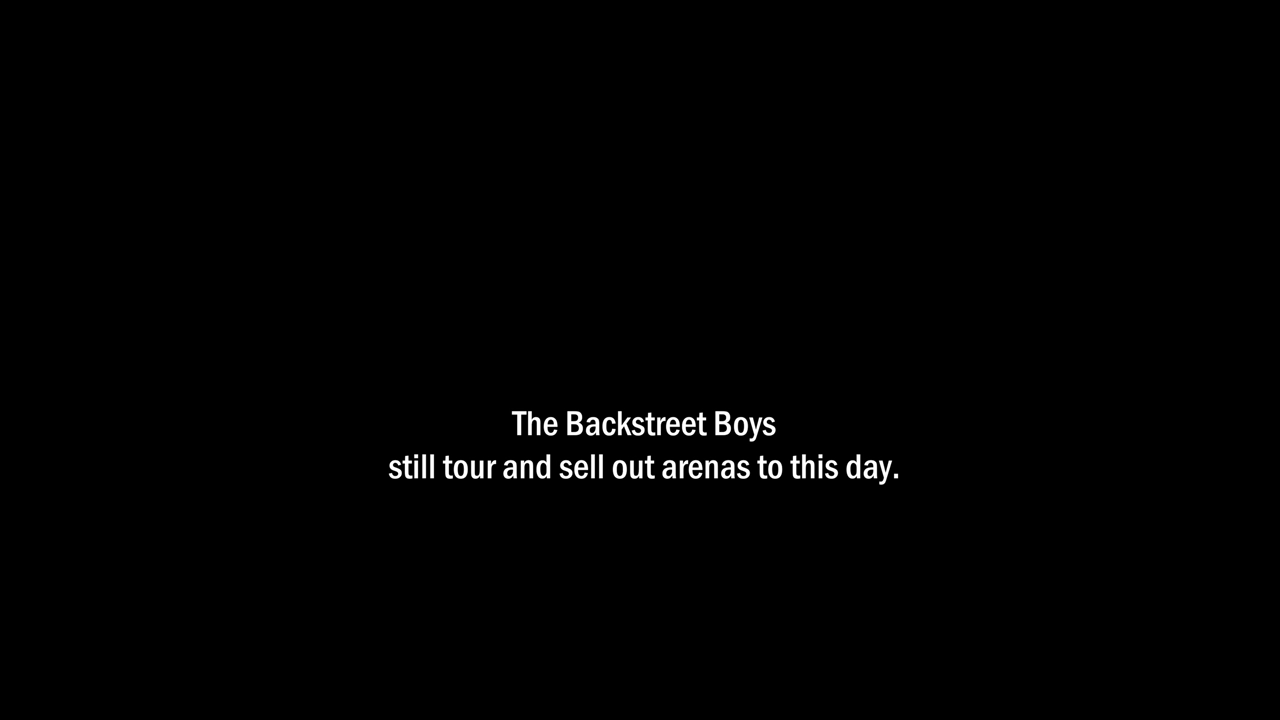 The Backstreet Boys
still tour and sell out arenas to this day.